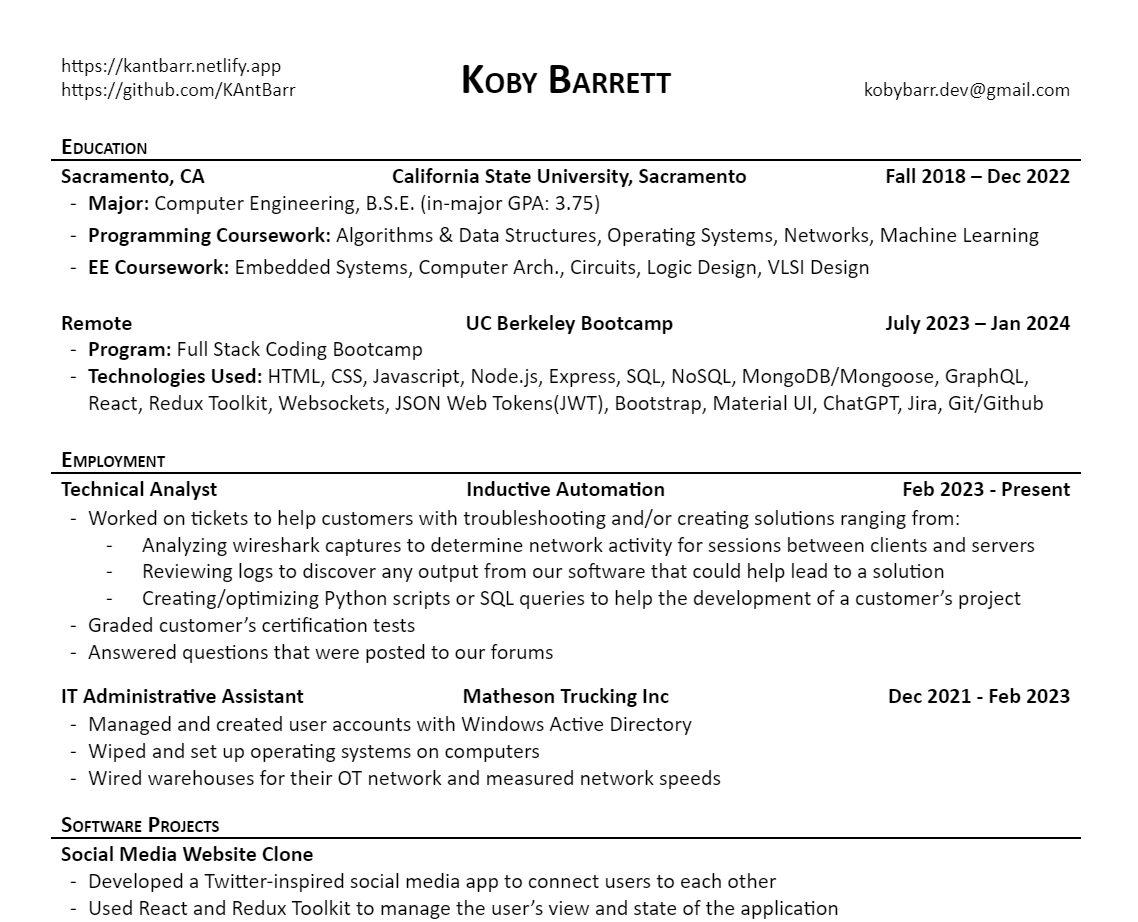 https://kantbarr.netlify.app
https://github.com/KAntBarr
Koby Barrett
kobybarr.dev@gmail.com
Education
Sacramento, CA California State University, Sacramento Fall 2018 – Dec 2022
- Major: Computer Engineering, B.S.E. (in-major GPA: 3.75)
- Programming Coursework: Algorithms & Data Structures, Operating Systems, Networks, Machine Learning
- EE Coursework: Embedded Systems, Computer Arch., Circuits, Logic Design, VLSI Design
Remote UC Berkeley Bootcamp July 2023 – Jan 2024
- Program: Full Stack Coding Bootcamp
- Technologies Used: HTML, CSS, Javascript, Node.js, Express, SQL, NoSQL, MongoDB/Mongoose, GraphQL,
React, Redux Toolkit, Websockets, JSON Web Tokens(JWT), Bootstrap, Material UI, ChatGPT, Jira, Git/Github
Employment
Technical Analyst Inductive Automation Feb 2023 - Present
- Worked on tickets to help customers with troubleshooting and/or creating solutions ranging from:
- Analyzing wireshark captures to determine network activity for sessions between clients and servers
- Reviewing logs to discover any output from our software that could help lead to a solution
- Creating/optimizing Python scripts or SQL queries to help the development of a customer’s project
- Graded customer’s certification tests
- Answered questions that were posted to our forums
IT Administrative Assistant Matheson Trucking Inc Dec 2021 - Feb 2023
- Managed and created user accounts with Windows Active Directory
- Wiped and set up operating systems on computers
- Wired warehouses for their OT network and measured network speeds
Software Projects
Social Media Website Clone
- Developed a Twitter-inspired social media app to connect users to each other
- Used React and Redux Toolkit to manage the user’s view and state of the application